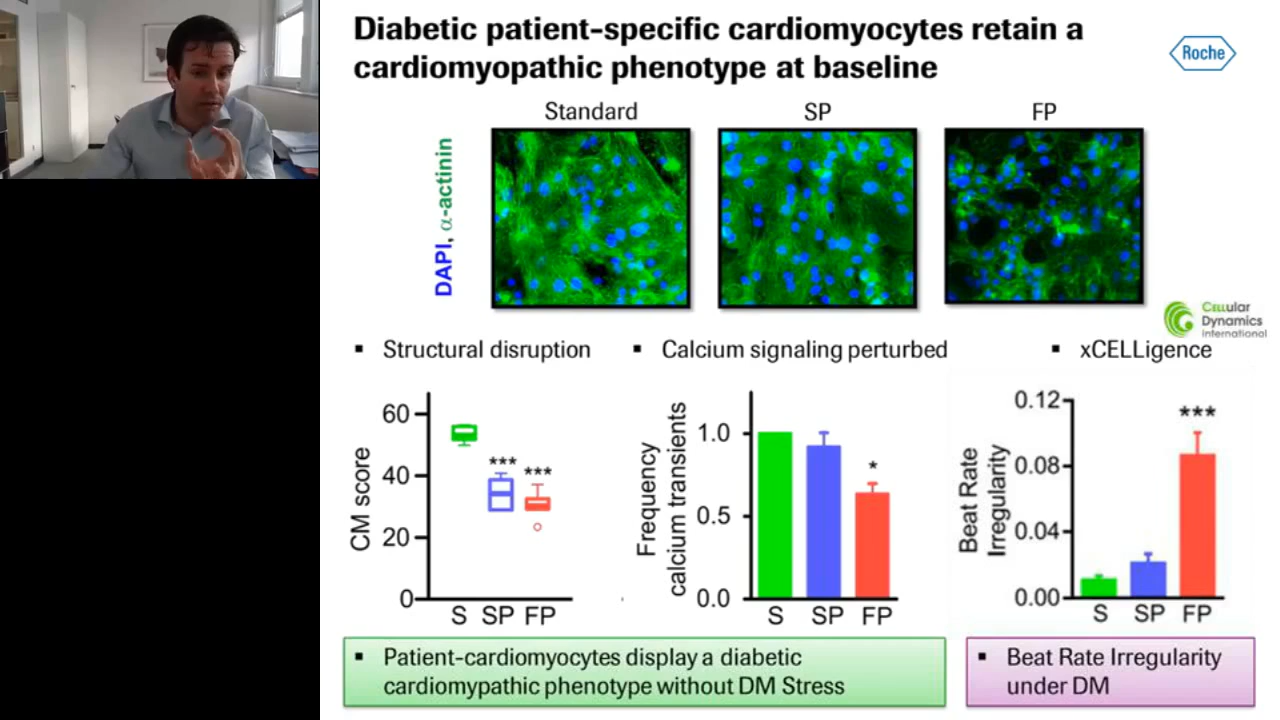 Diabetic patient-specific cardiomyocytes retain a
cardiomyopathic phenotype at baseline
Roche
Standard
SP
FP
DAPI, α-actinin
Cellular
Dynamics
international
▪ Structural disruption
▪ Calcium signaling perturbed
▪ xCELLigence
CM score
60
40
20
0
***
***
S SP FP
Frequency
calcium transients
1.0
0.5
0.0
*
S SP FP
Beat Rate
Irregularity
0.12
0.08
0.04
0.00
***
S SP FP
▪ Patient-cardiomyocytes display a diabetic
cardiomypathic phenotype without DM Stress
▪ Beat Rate Irregularity
under DM